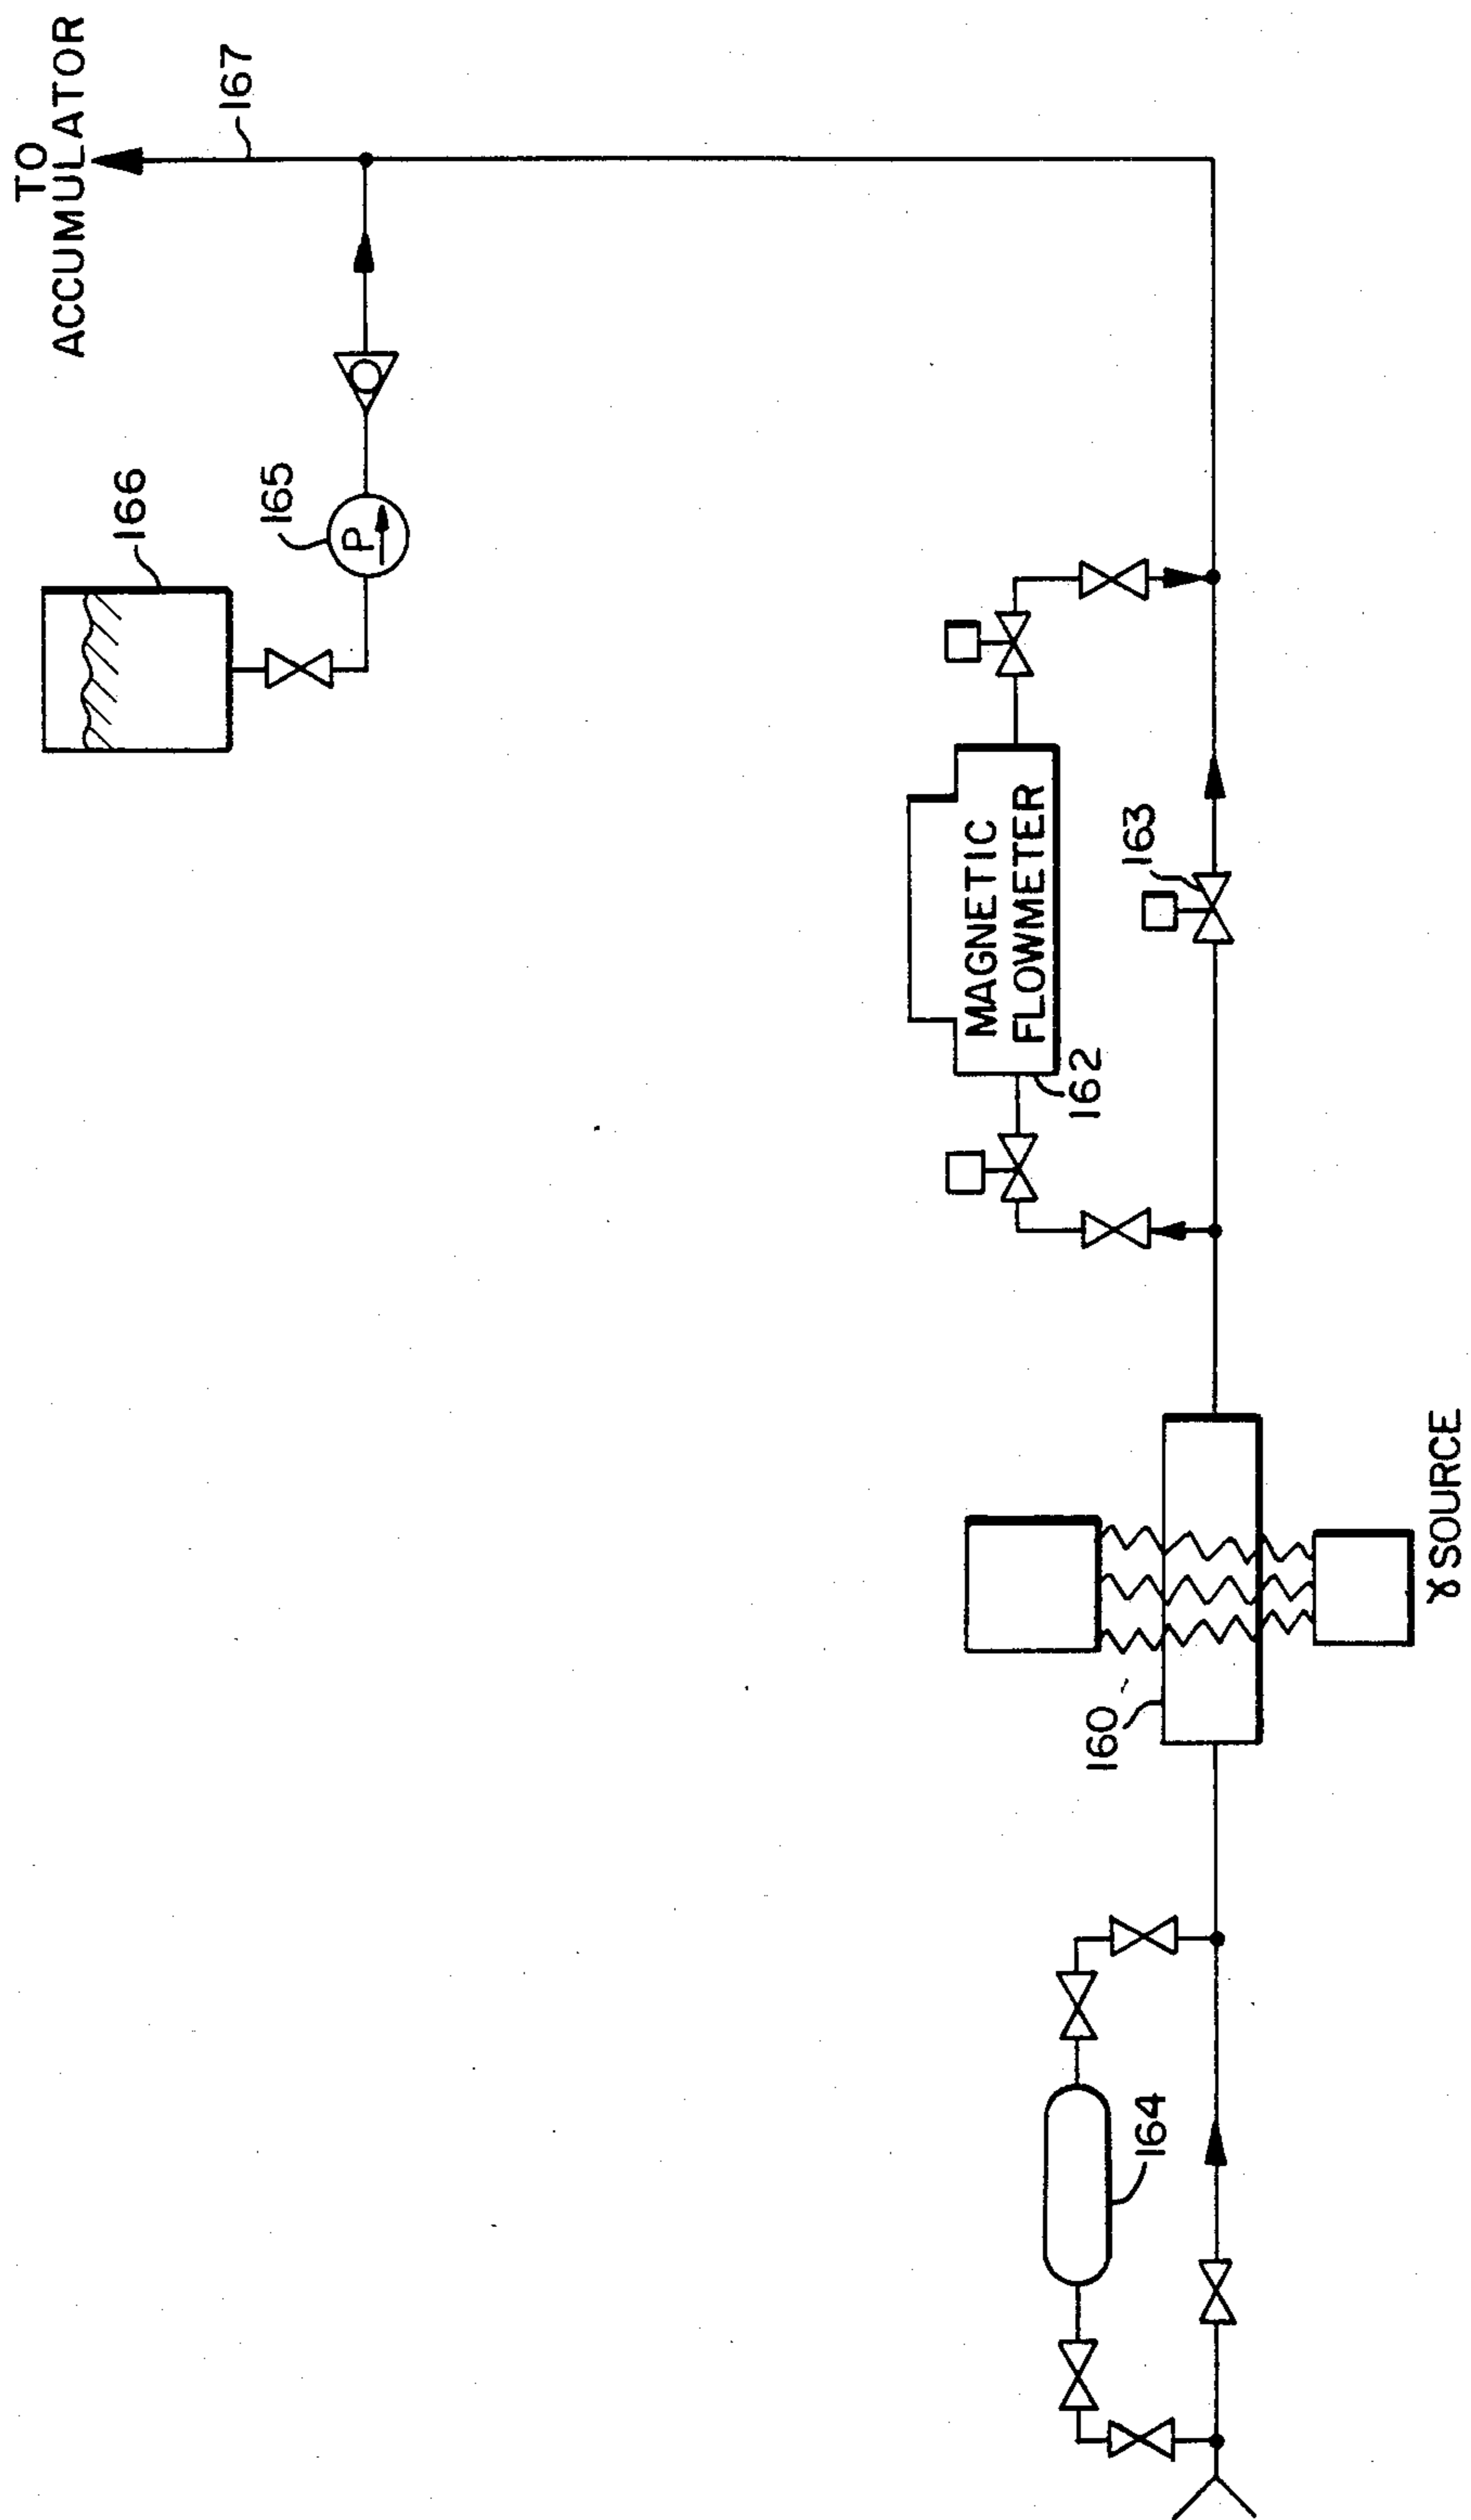 TO
ACCUMULATOR
167
166
165
MAGNETIC
FLOWMETER
162
163
160
164
P
γ SOURCE